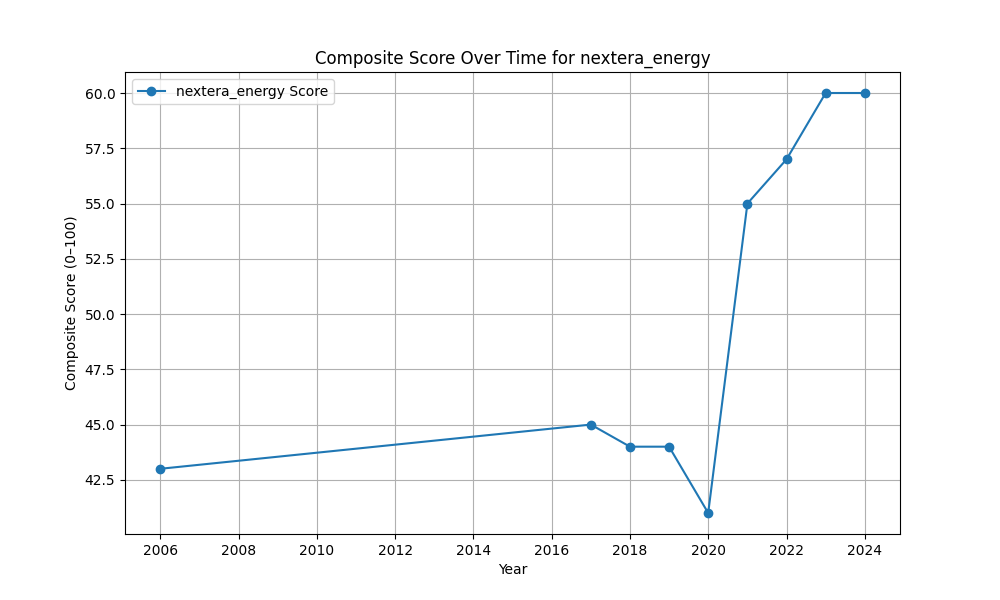 Composite Score Over Time for nextera_energy
nextera_energy Score
Composite Score (0–100)
60.0
57.5
55.0
52.5
50.0
47.5
45.0
42.5
2006 2008 2010 2012 2014 2016 2018 2020 2022 2024
Year